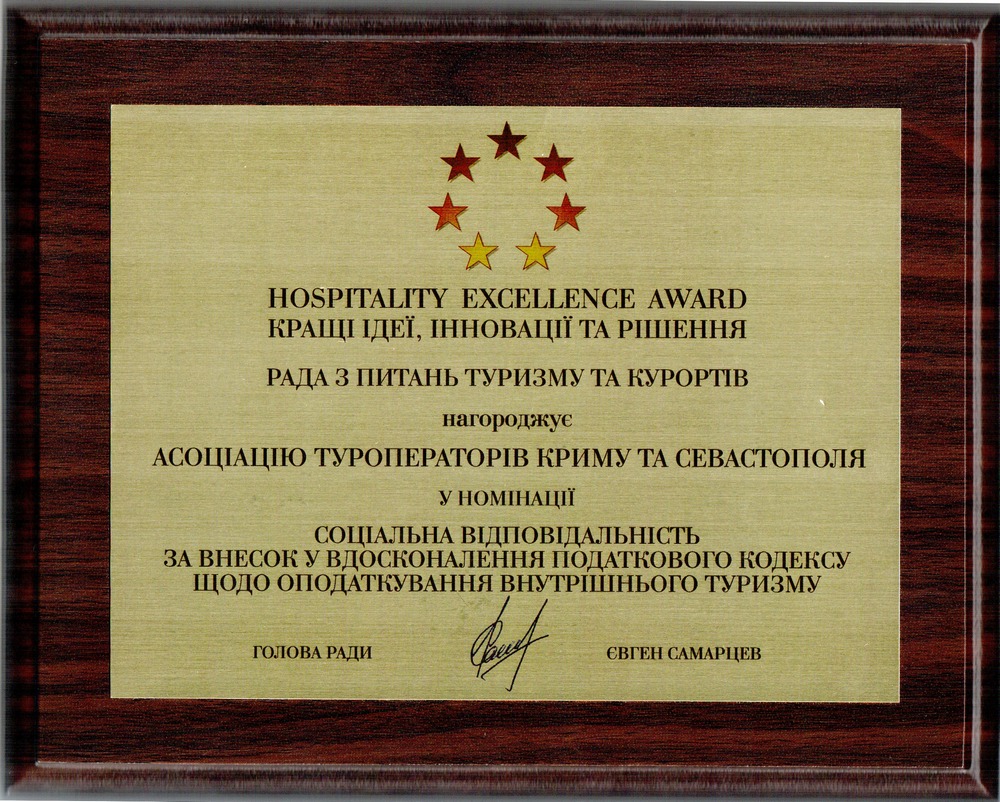 HOSPITALITY EXCELLENCE AWARD
КРАЩІ ІДЕЇ, ІННОВАЦІЇ ТА РІШЕННЯ
РАДА З ПИТАНЬ ТУРИЗМУ ТА КУРОРТІВ
нагороджує
АСОЦІАЦІЮ ТУРОПЕРАТОРІВ КРИМУ ТА СЕВАСТОПОЛЯ
У НОМІНАЦІЇ
СОЦІАЛЬНА ВІДПОВІДАЛЬНІСТЬ
ЗА ВНЕСОК У ВДОСКОНАЛЕННЯ ПОДАТКОВОГО КОДЕКСУ
ЩОДО ОПОДАТКУВАННЯ ВНУТРІШНЬОГО ТУРИЗМУ
ГОЛОВА РАДИ ЄВГЕН САМАРЦЕВ